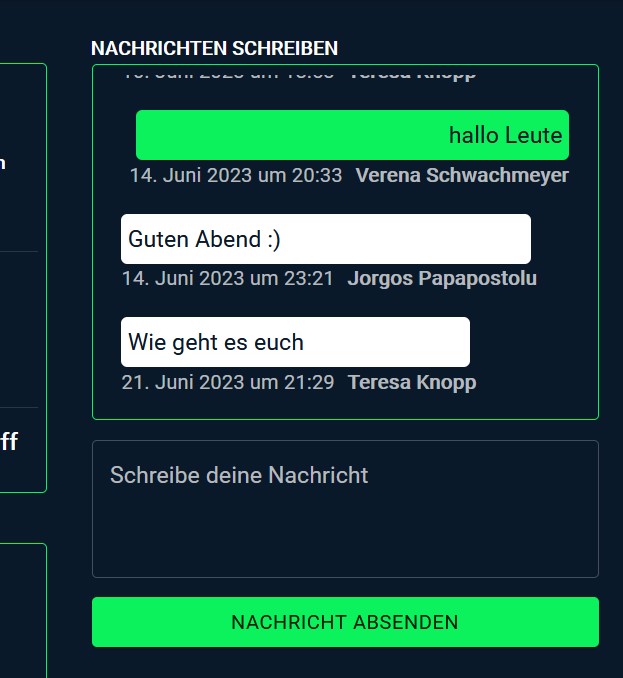 NACHRICHTEN SCHREIBEN
Teresa Knopp
hallo Leute
14. Juni 2023 um 20:33 Verena Schwachmeyer
Guten Abend :)
14. Juni 2023 um 23:21 Jorgos Papapostolu
Wie geht es euch
21. Juni 2023 um 21:29 Teresa Knopp
ff
Schreibe deine Nachricht
NACHRICHT ABSENDEN